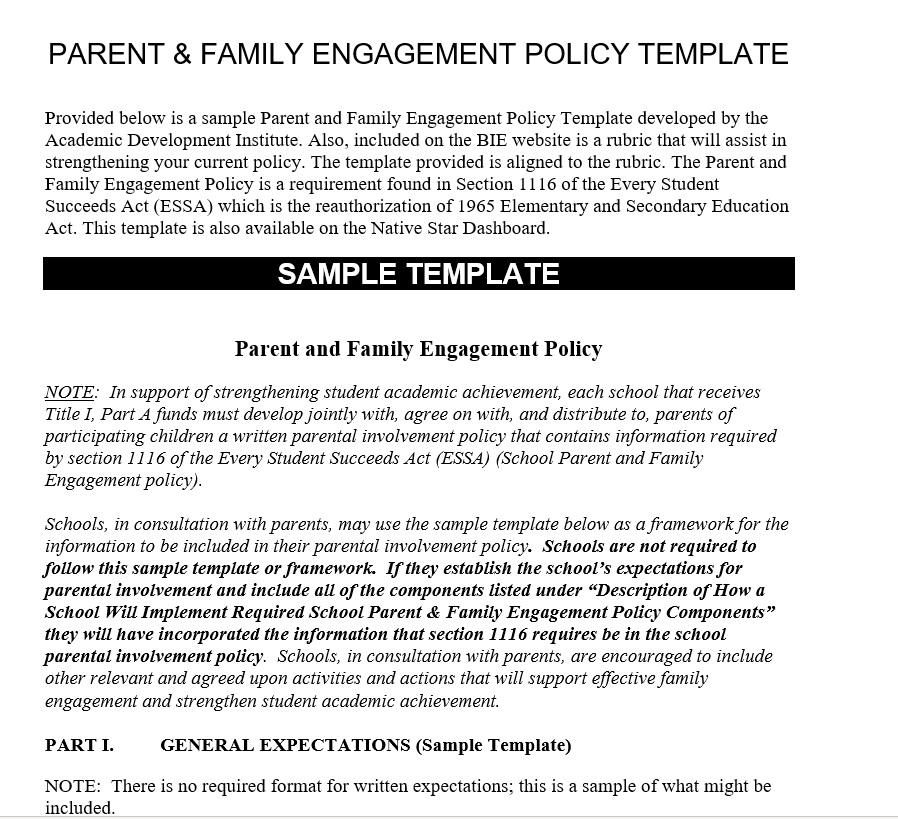 PARENT & FAMILY ENGAGEMENT POLICY TEMPLATE
Provided below is a sample Parent and Family Engagement Policy Template developed by the
Academic Development Institute. Also, included on the BIE website is a rubric that will assist in
strengthening your current policy. The template provided is aligned to the rubric. The Parent and
Family Engagement Policy is a requirement found in Section 1116 of the Every Student
Succeeds Act (ESSA) which is the reauthorization of 1965 Elementary and Secondary Education
Act. This template is also available on the Native Star Dashboard.
SAMPLE TEMPLATE
Parent and Family Engagement Policy
NOTE:  In support of strengthening student academic achievement, each school that receives
Title I, Part A funds must develop jointly with, agree on with, and distribute to, parents of
participating children a written parental involvement policy that contains information required
by section 1116 of the Every Student Succeeds Act (ESSA) (School Parent and Family
Engagement policy).
Schools, in consultation with parents, may use the sample template below as a framework for the
information to be included in their parental involvement policy.  Schools are not required to
follow this sample template or framework.  If they establish the school’s expectations for
parental involvement and include all of the components listed under “Description of How a
School Will Implement Required School Parent & Family Engagement Policy Components”
they will have incorporated the information that section 1116 requires be in the school
parental involvement policy.  Schools, in consultation with parents, are encouraged to include
other relevant and agreed upon activities and actions that will support effective family
engagement and strengthen student academic achievement.
PART I. GENERAL EXPECTATIONS (Sample Template)
NOTE:  There is no required format for written expectations; this is a sample of what might be
included.